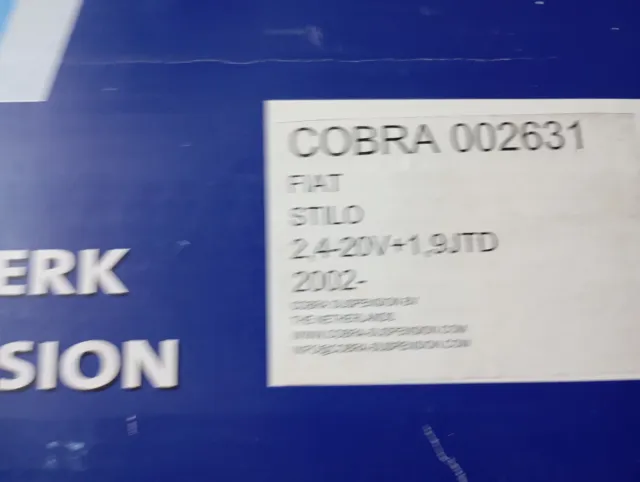 COBRA 002631
FIAT
STILO
2,4-20V+1,9JTD
2002-
COBRA SUSPENSION BV
THE NETHERLANDS
WWW.COBRA-SUSPENSION.COM
INFO@COBRA-SUSPENSION.COM
ERK
SION